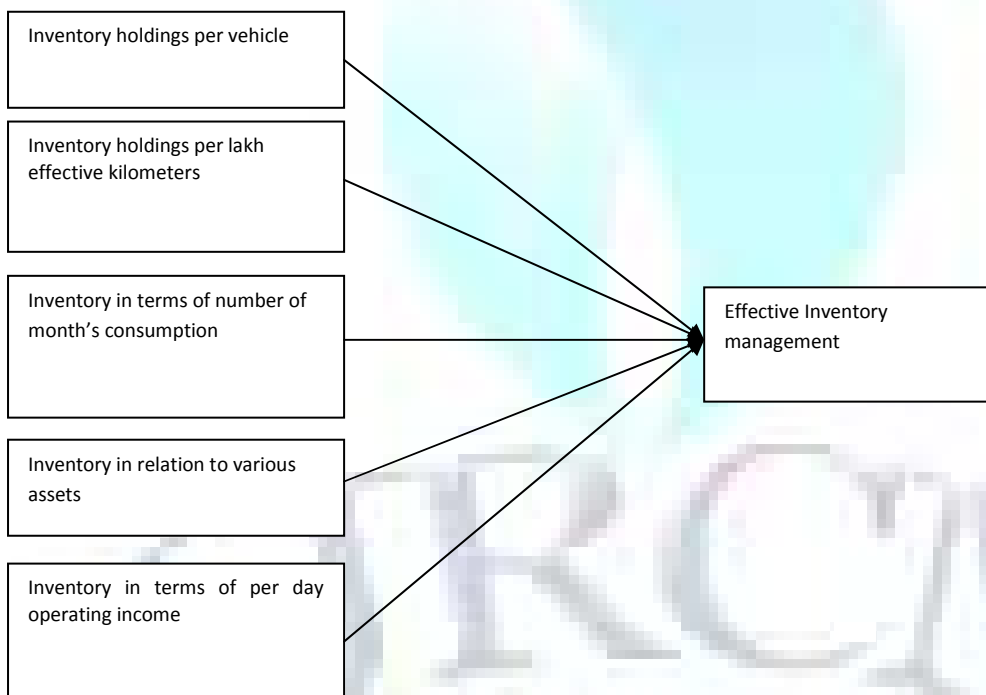 Inventory holdings per vehicle
Inventory holdings per lakh
effective kilometers
Inventory in terms of number of
month’s consumption
Effective Inventory
management
Inventory in relation to various
assets
Inventory in terms of per day
operating income